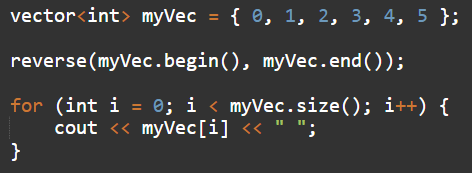 vector<int> myVec = { 0, 1, 2, 3, 4, 5 };
reverse(myVec.begin(), myVec.end());
for (int i = 0; i < myVec.size(); i++) {
    cout << myVec[i] << " ";
}